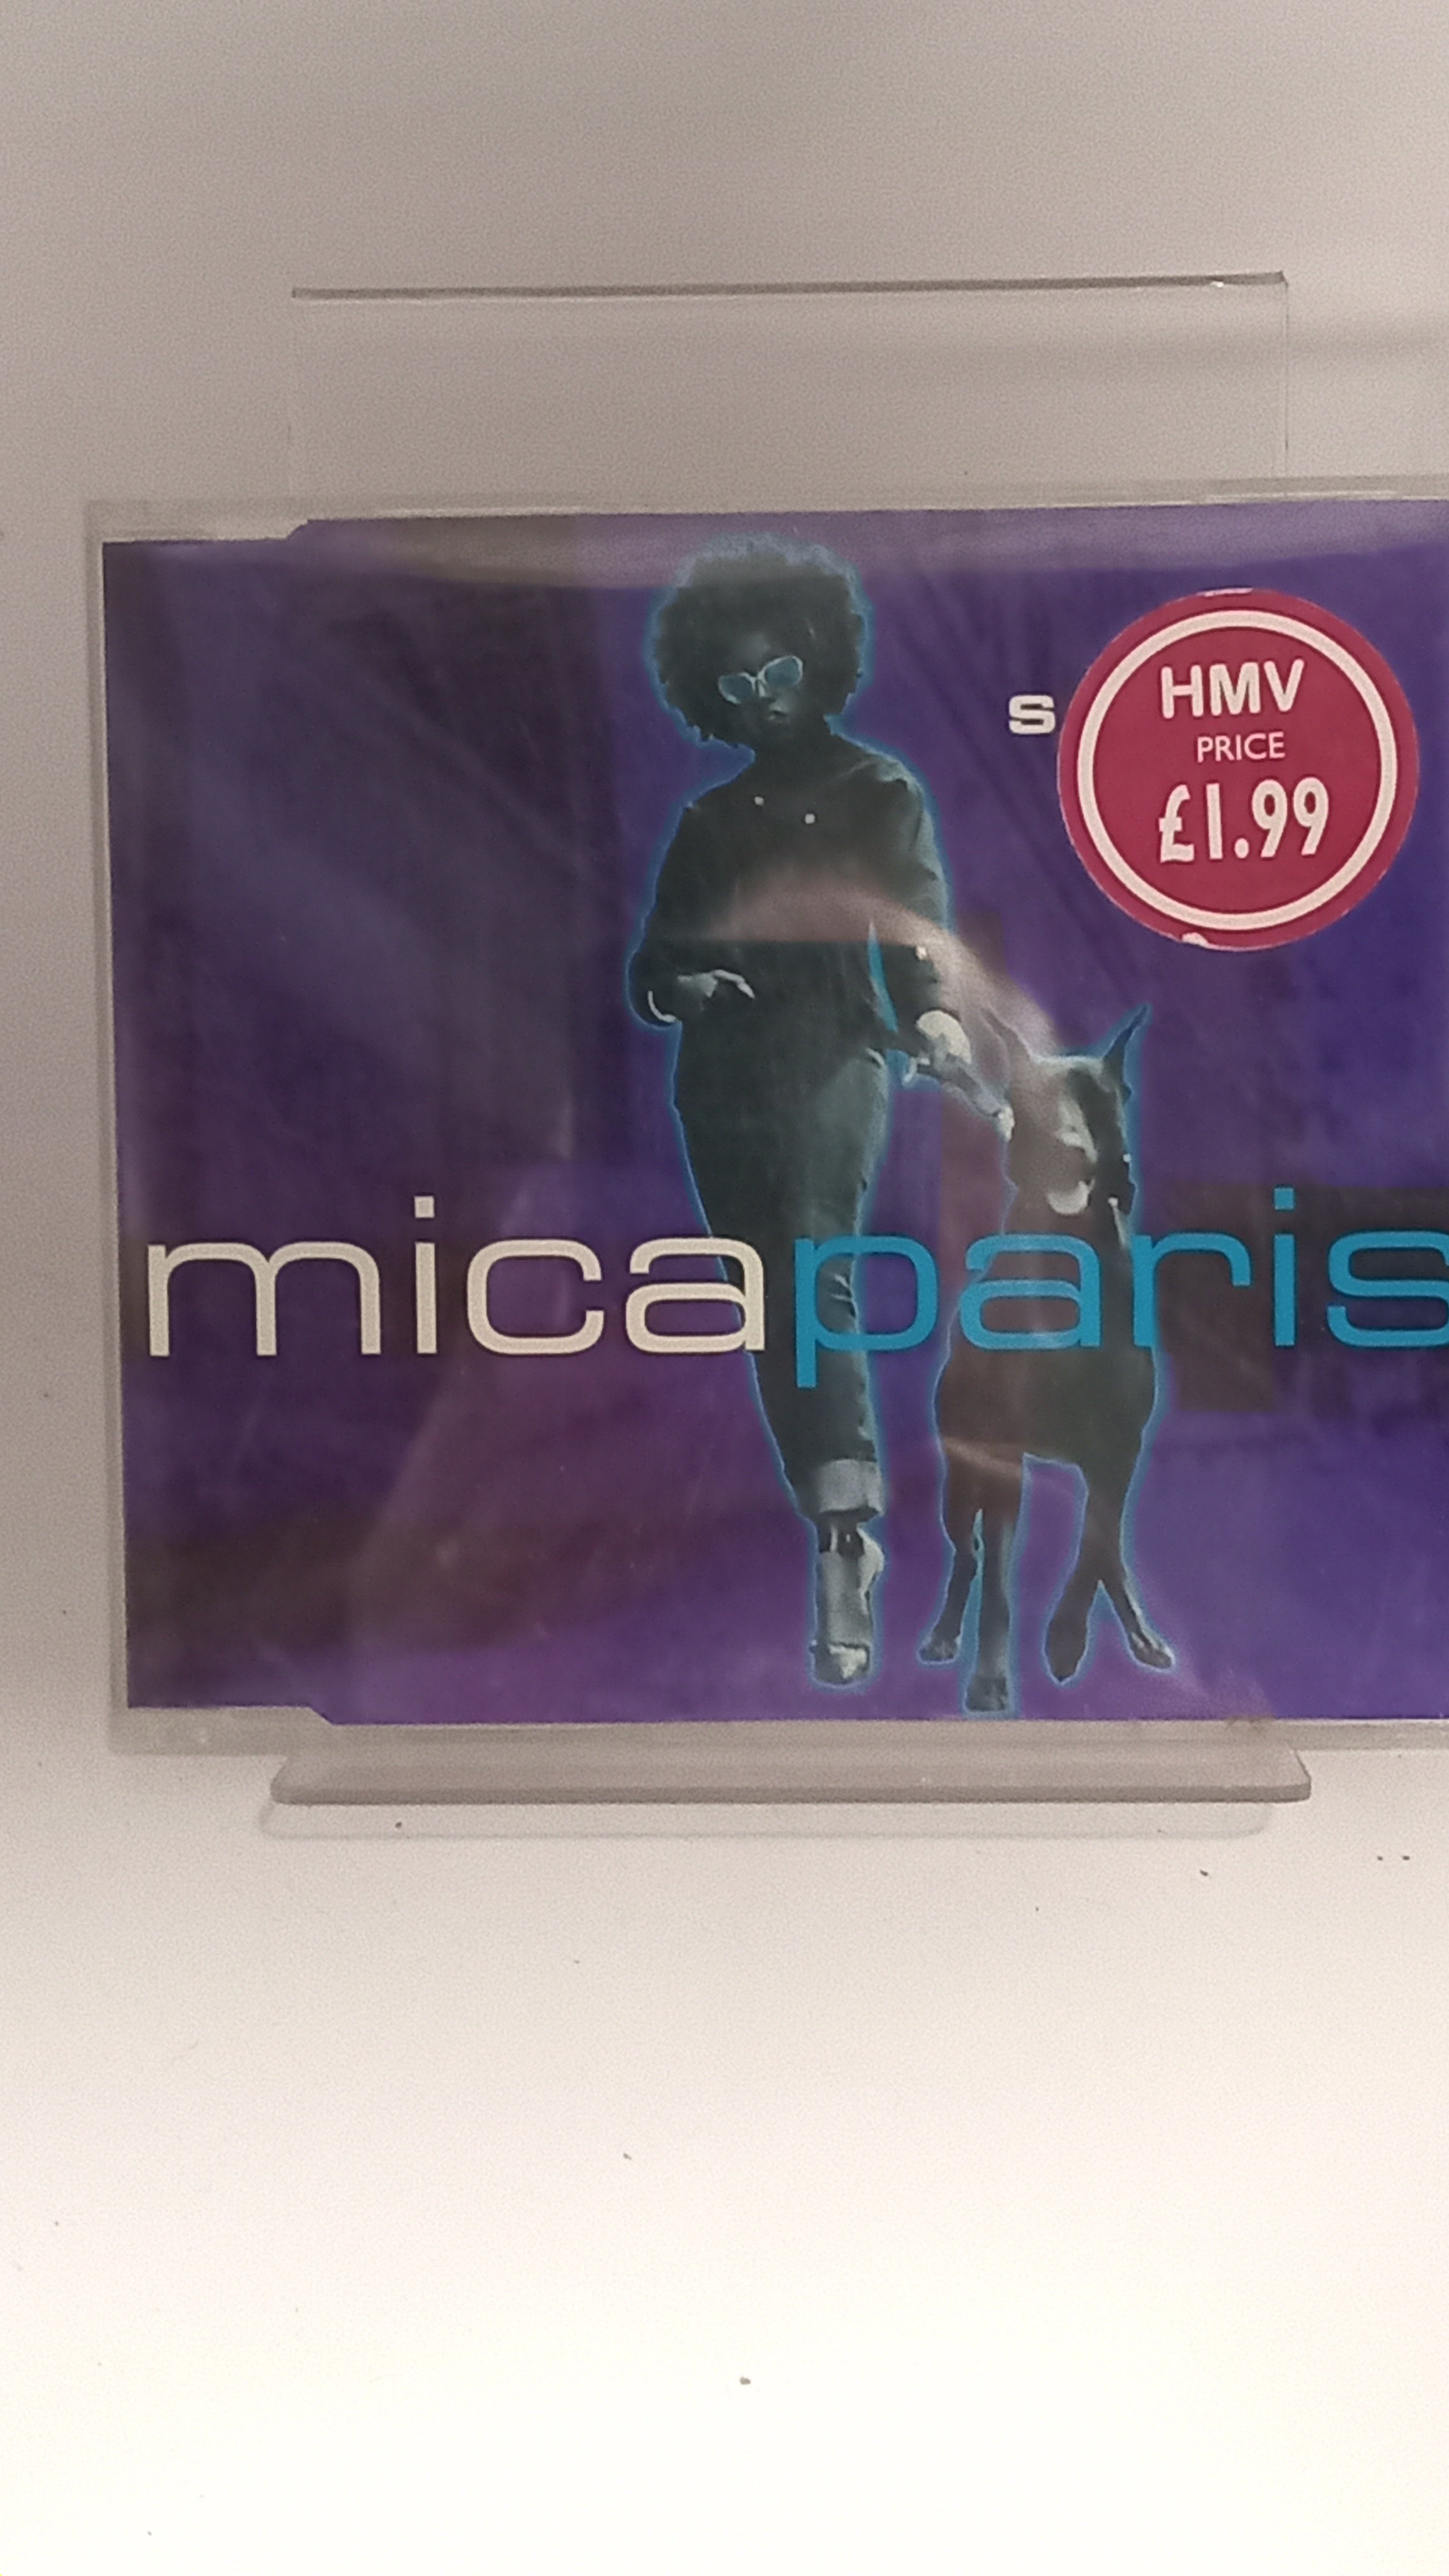 s
HMV
PRICE
£1.99
micaparis